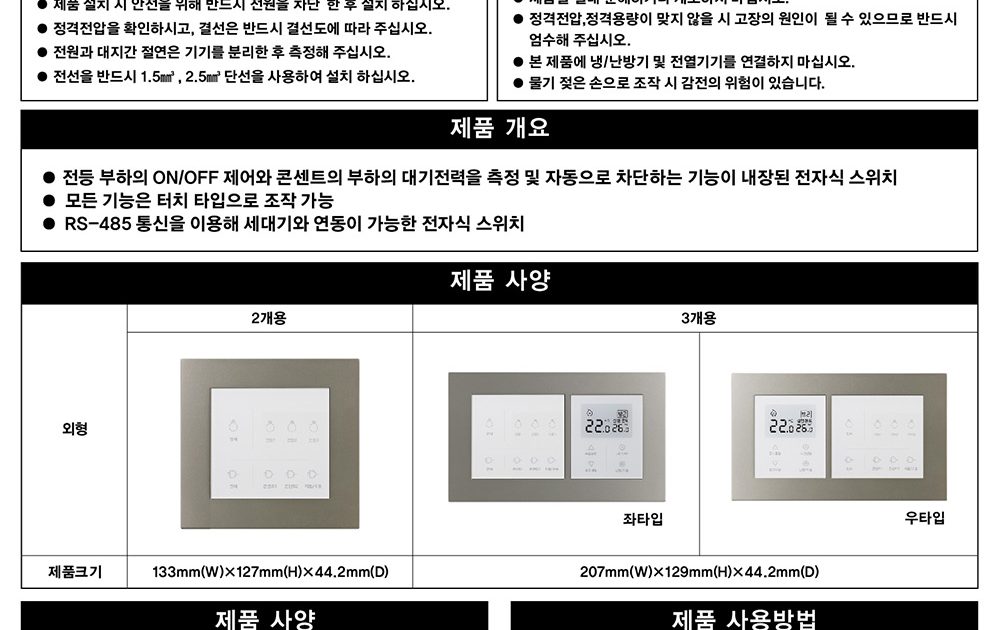 ● 제품 설치 시 안전을 위해 반드시 전원을 차단 한 후 설치 하십시오.
● 정격전압을 확인하시고, 결선은 반드시 결선도에 따라 주십시오.
● 전원과 대지간 절연은 기기를 분리한 후 측정해 주십시오.
● 전선을 반드시 1.5㎟, 2.5㎟ 단선을 사용하여 설치 하십시오.
● 정격전압,정격용량이 맞지 않을 시 고장의 원인이 될 수 있으므로 반드시
엄수해 주십시오.
● 본 제품에 냉/난방기 및 전열기기를 연결하지 마십시오.
● 물기 젖은 손으로 조작 시 감전의 위험이 있습니다.
제품 개요
● 전등 부하의 ON/OFF 제어와 콘센트의 부하의 대기전력을 측정 및 자동으로 차단하는 기능이 내장된 전자식 스위치
● 모든 기능은 터치 타입으로 조작 가능
● RS-485 통신을 이용해 세대기와 연동이 가능한 전자식 스위치
제품 사양
2개용
3개용
외형
22.0 26.0
22.0 26.0
좌타입
우타입
제품크기
133mm(W)×127mm(H)×44.2mm(D)
207mm(W)×129mm(H)×44.2mm(D)
제품 사양
제품 사용방법